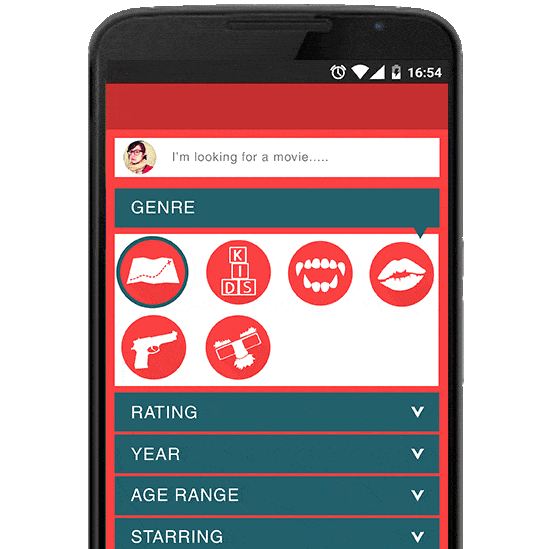 16:54
I'm looking for a movie.....
GENRE
K
I
D S
RATING
YEAR
AGE RANGE
STARRING